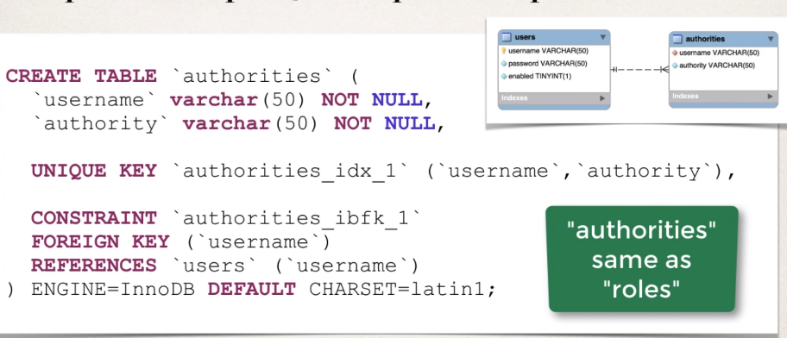 users
username VARCHAR(50)
password VARCHAR(50)
enabled TINYINT(1)
Indexes
authorities
username VARCHAR(50)
authority VARCHAR(50)
Indexes
CREATE TABLE `authorities` (
`username` varchar(50) NOT NULL,
`authority` varchar(50) NOT NULL,
UNIQUE KEY `authorities_idx_1` (`username`,`authority`),
CONSTRAINT `authorities_ibfk_1`
FOREIGN KEY (`username`)
REFERENCES `users` (`username`)
) ENGINE=InnoDB DEFAULT CHARSET=latin1;
"authorities"
same as
"roles"